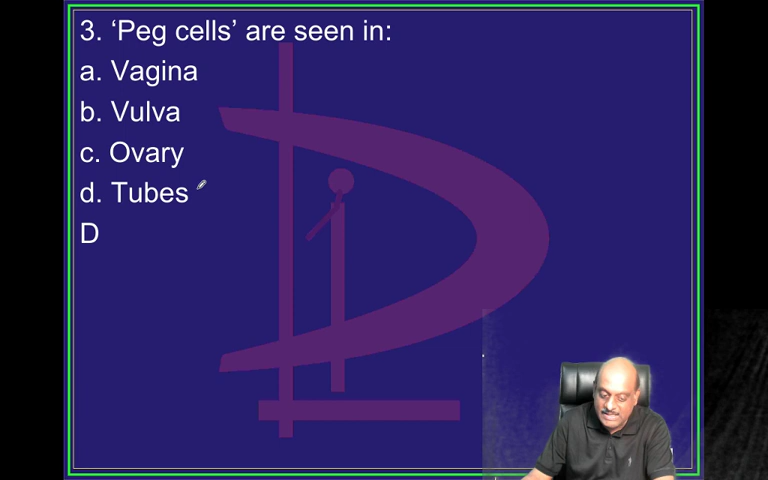 3. ‘Peg cells’ are seen in:
a. Vagina
b. Vulva
c. Ovary
d. Tubes
D